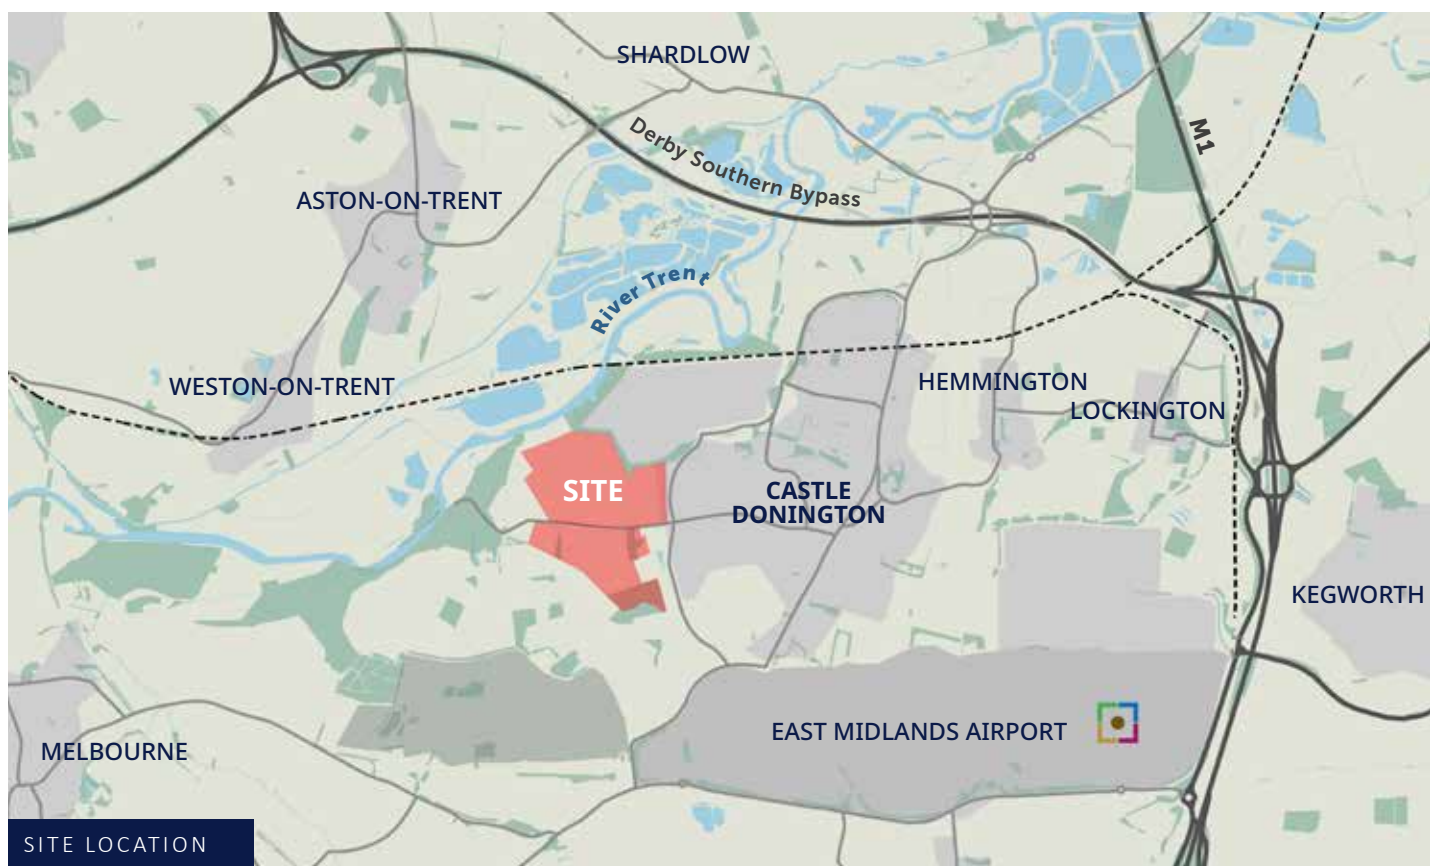 SHARDLOW
M1
Derby Southern Bypass
ASTON-ON-TRENT
River Trent
WESTON-ON-TRENT
HEMMINGTON
LOCKINGTON
SITE
CASTLE
DONINGTON
KEGWORTH
EAST MIDLANDS AIRPORT
MELBOURNE
SITE LOCATION